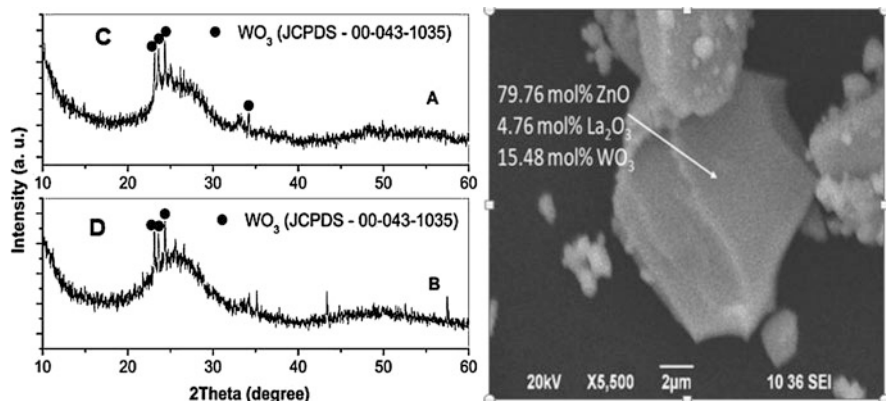 C
● WO₃ (JCPDS - 00-043-1035)
A
10 20 30 40 50 60
D
● WO₃ (JCPDS - 00-043-1035)
B
10 20 30 40 50 60
Intensity (a. u.)
2Theta (degree)
79.76 mol% ZnO
4.76 mol% La₂O₃
15.48 mol% WO₃
20kV X5,500 2µm 10 36 SEI